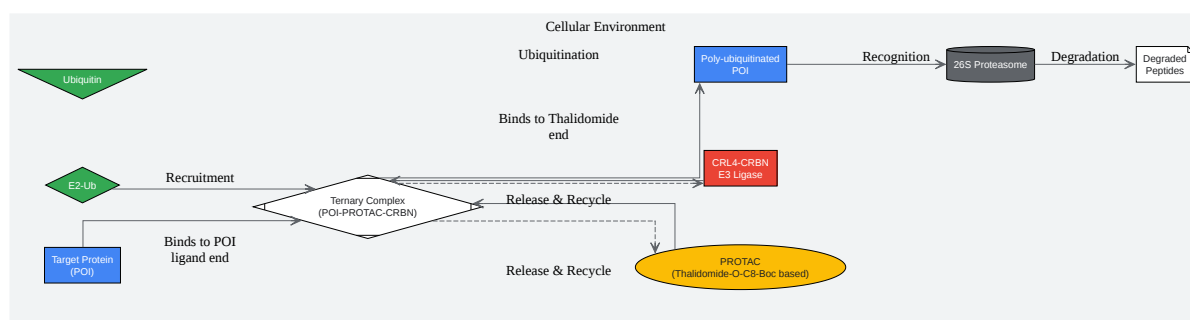 Cellular Environment
Ubiquitination
Poly-ubiquitinated
POI
Recognition
26S Proteasome
Degradation
Degraded
Peptides
Ubiquitin
Binds to Thalidomide
end
CRL4-CRBN
E3 Ligase
E2-Ub
Recruitment
Ternary Complex
(POI-PROTAC-CRBN)
Release & Recycle
Binds to POI
ligand end
Target Protein
(POI)
Release & Recycle
PROTAC
(Thalidomide-O-C8-Boc based)